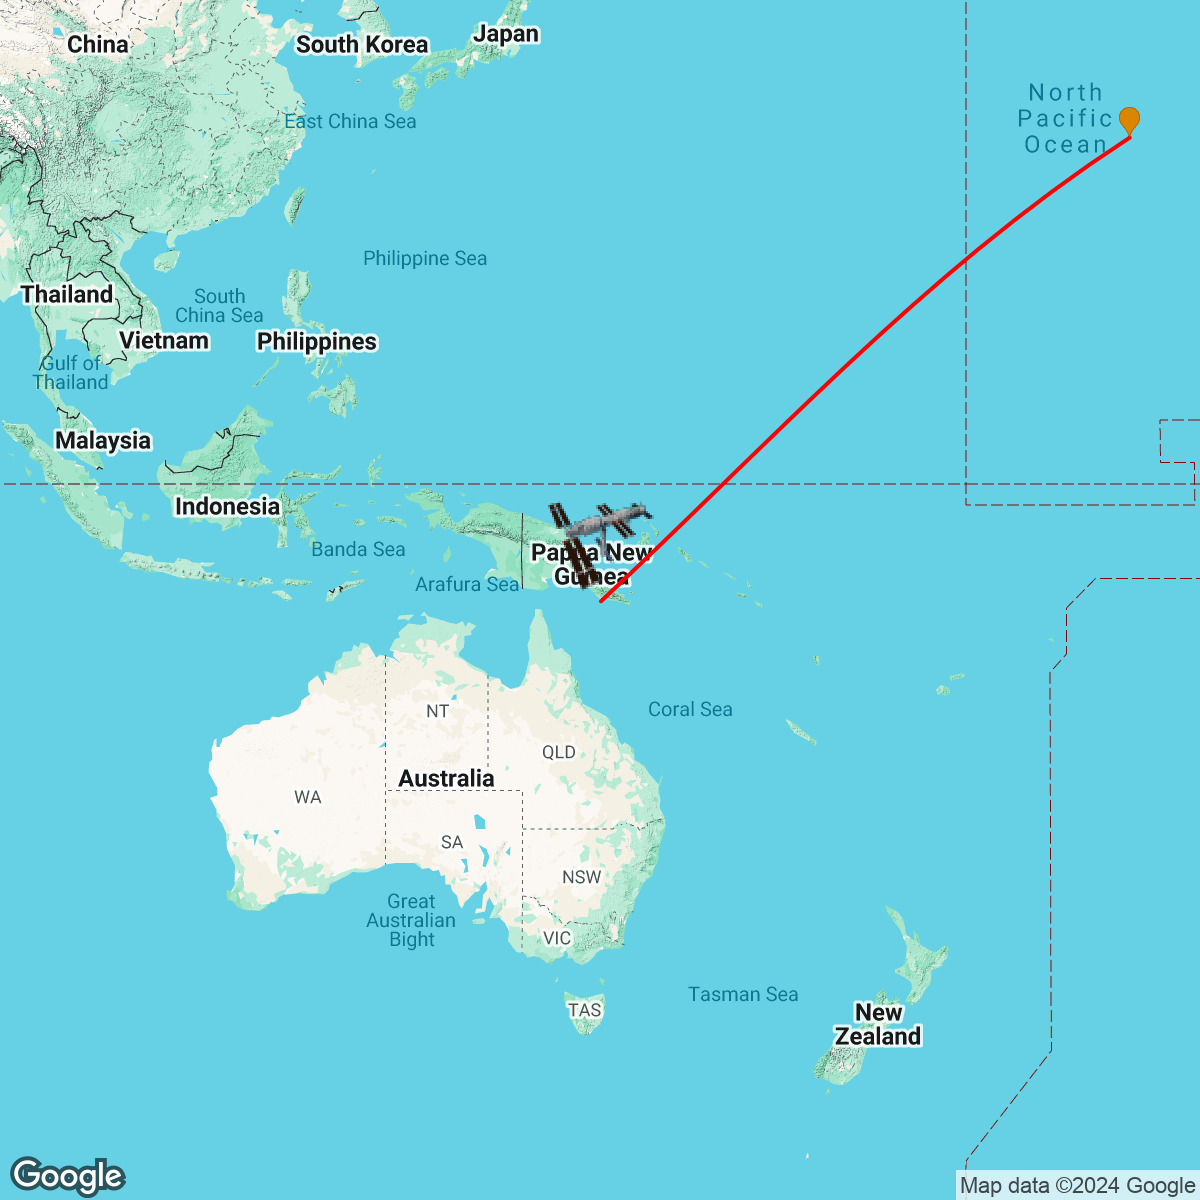 China
South Korea
Japan
North
Pacific
Ocean
East China Sea
Philippine Sea
Thailand
South
China Sea
Vietnam
Philippines
Gulf of
Thailand
Malaysia
Indonesia
Banda Sea
Papua New
Guinea
Arafura Sea
Coral Sea
NT
QLD
Australia
WA
SA
NSW
Great
Australian
Bight
VIC
Tasman Sea
TAS
New
Zealand
Google
Map data ©2024 Google